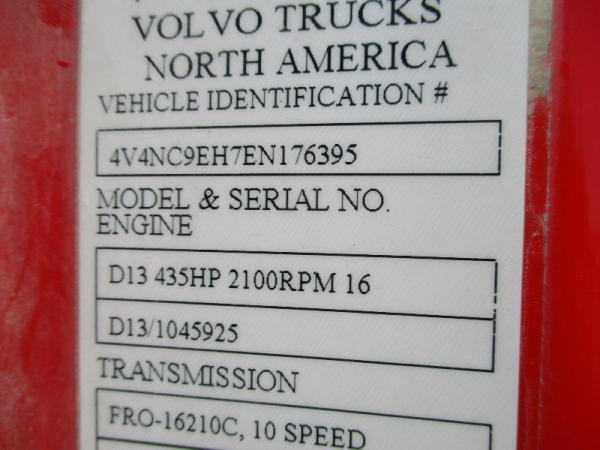 VOLVO TRUCKS
NORTH AMERICA
VEHICLE IDENTIFICATION #
4V4NC9EH7EN176395
MODEL & SERIAL NO.
ENGINE
D13 435HP 2100RPM 16
D13/1045925
TRANSMISSION
FRO-16210C, 10 SPEED